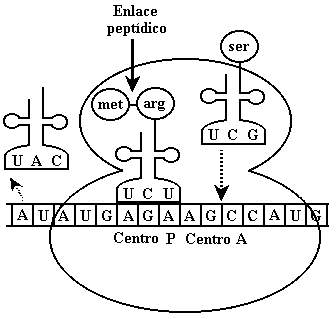 Enlace
peptídico
ser
met arg
U A C
U C G
U C U
A U A U G A G A A G C C A U G
Centro P Centro A